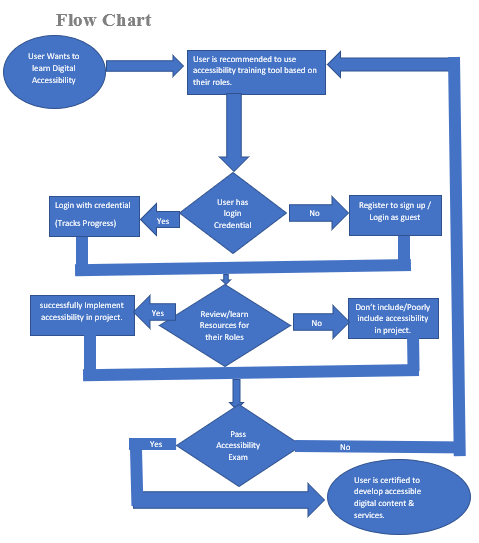 Flow Chart
User Wants to
learn Digital
Accessibility
User is recommended to use
accessibility training tool based on
their roles.
User has
login
Credential
Login with credential
(Tracks Progress)
Yes
No
Register to sign up /
Login as guest
successfully Implement
accessibility in project.
Yes
Review/learn
Resources for
their Roles
No
Don't include/Poorly
include accessibility
in project.
Pass
Accessibility
Exam
Yes
No
User is certified to
develop accessible
digital content &
services.